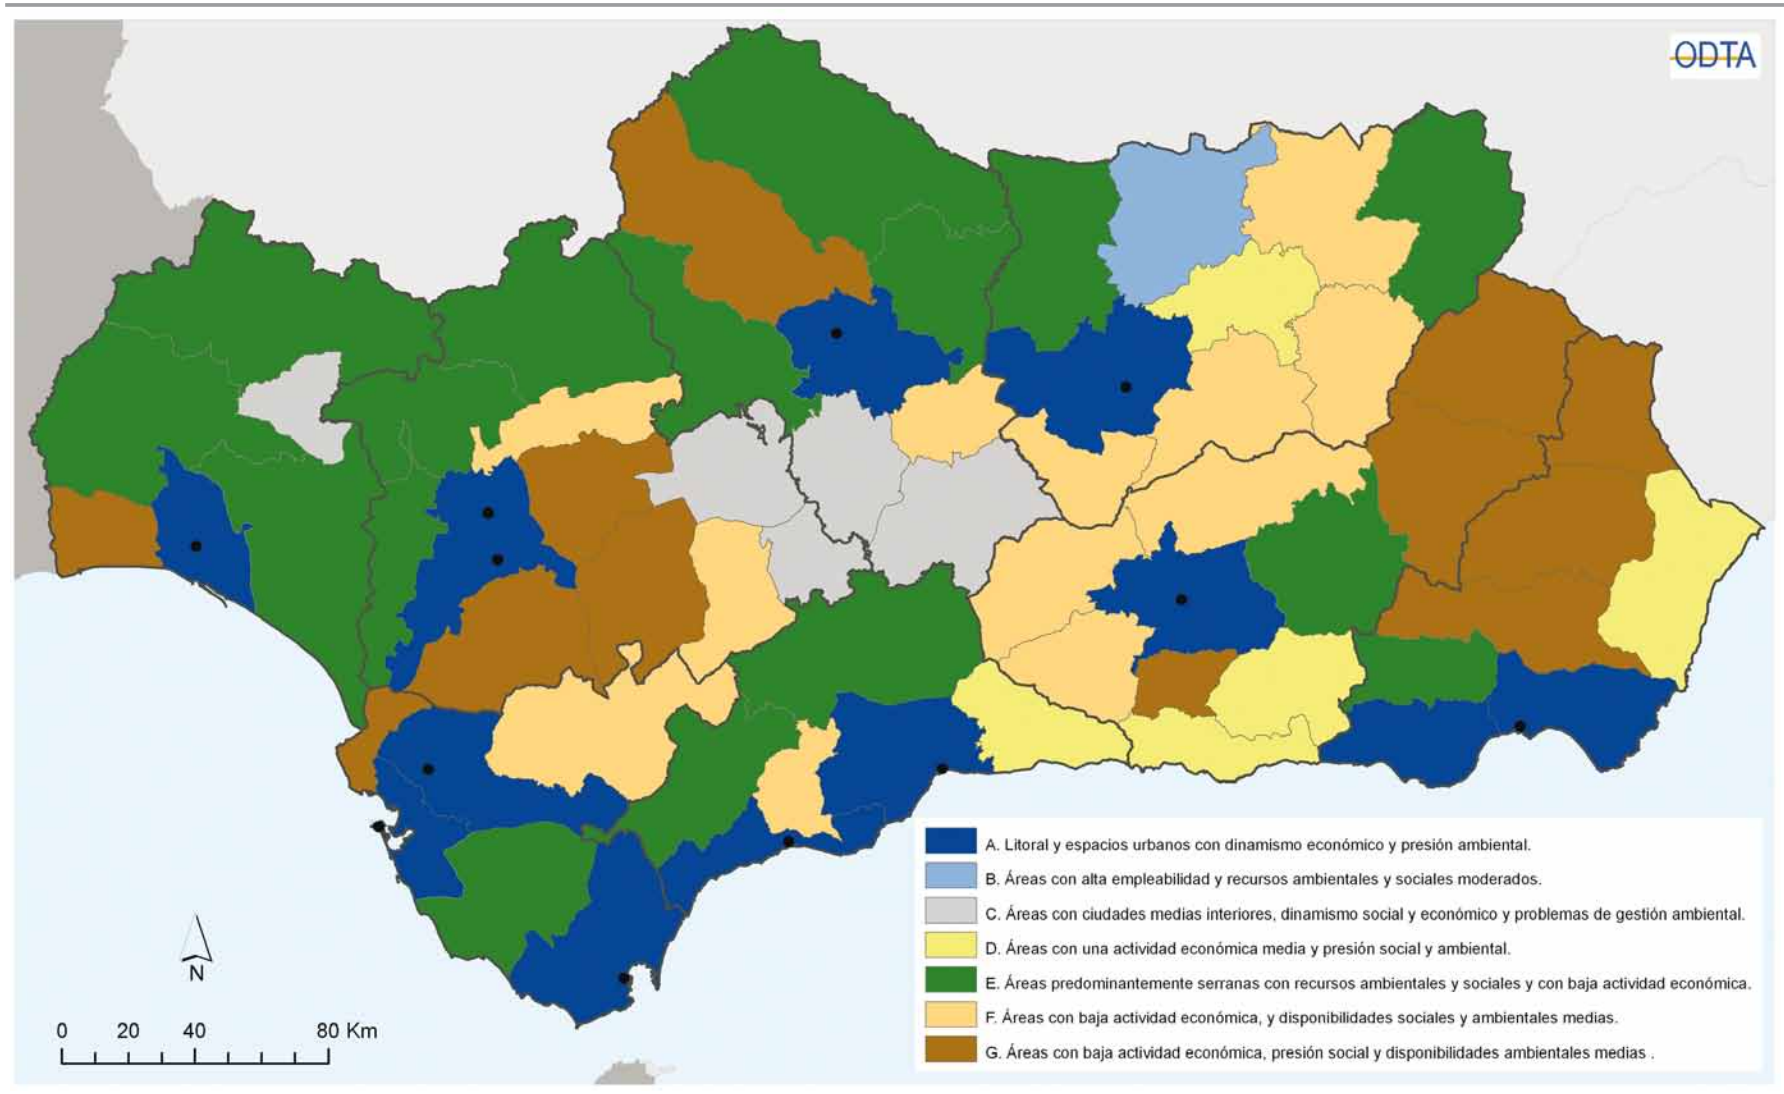 ODTA
A. Litoral y espacios urbanos con dinamismo económico y presión ambiental.
B. Áreas con alta empleabilidad y recursos ambientales y sociales moderados.
C. Áreas con ciudades medias interiores, dinamismo social y económico y problemas de gestión ambiental.
D. Áreas con una actividad económica media y presión social y ambiental.
E. Áreas predominantemente serranas con recursos ambientales y sociales y con baja actividad económica.
F. Áreas con baja actividad económica, y disponibilidades sociales y ambientales medias.
G. Áreas con baja actividad económica, presión social y disponibilidades ambientales medias .
N
0 20 40 80 Km